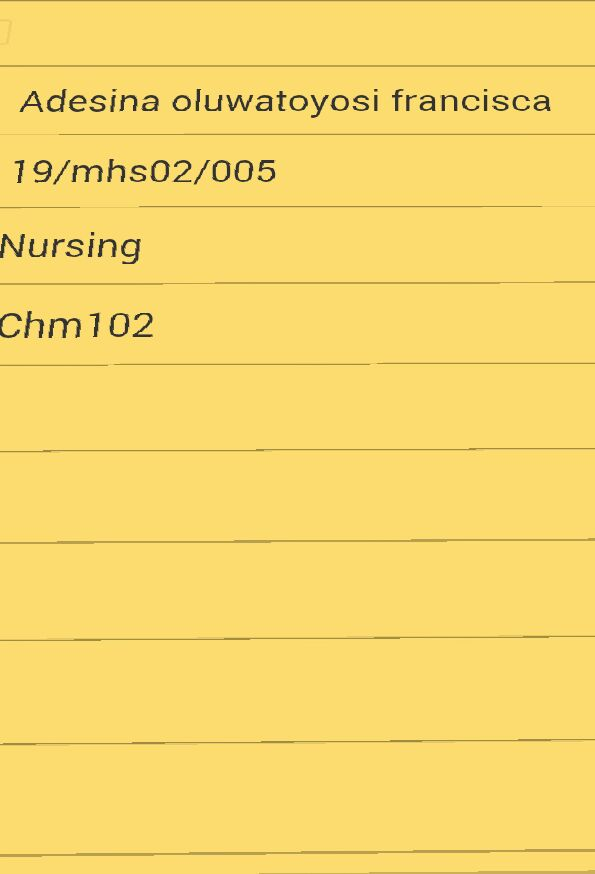 Adesina oluwatoyosi francisca
19/mhs02/005
Nursing
Chm102